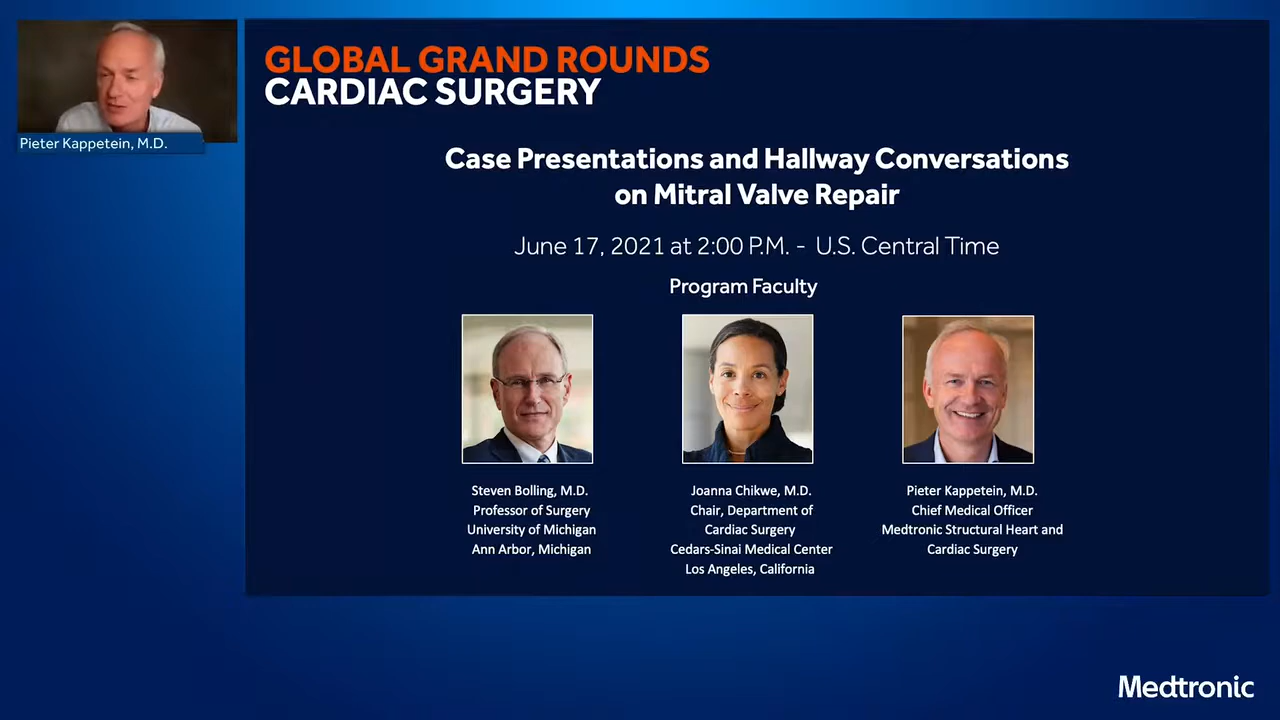 Pieter Kappetein, M.D.
GLOBAL GRAND ROUNDS
CARDIAC SURGERY
Case Presentations and Hallway Conversations
on Mitral Valve Repair
June 17, 2021 at 2:00 P.M. - U.S. Central Time
Program Faculty
Steven Bolling, M.D.
Professor of Surgery
University of Michigan
Ann Arbor, Michigan
Joanna Chikwe, M.D.
Chair, Department of
Cardiac Surgery
Cedars-Sinai Medical Center
Los Angeles, California
Pieter Kappetein, M.D.
Chief Medical Officer
Medtronic Structural Heart and
Cardiac Surgery
Medtronic